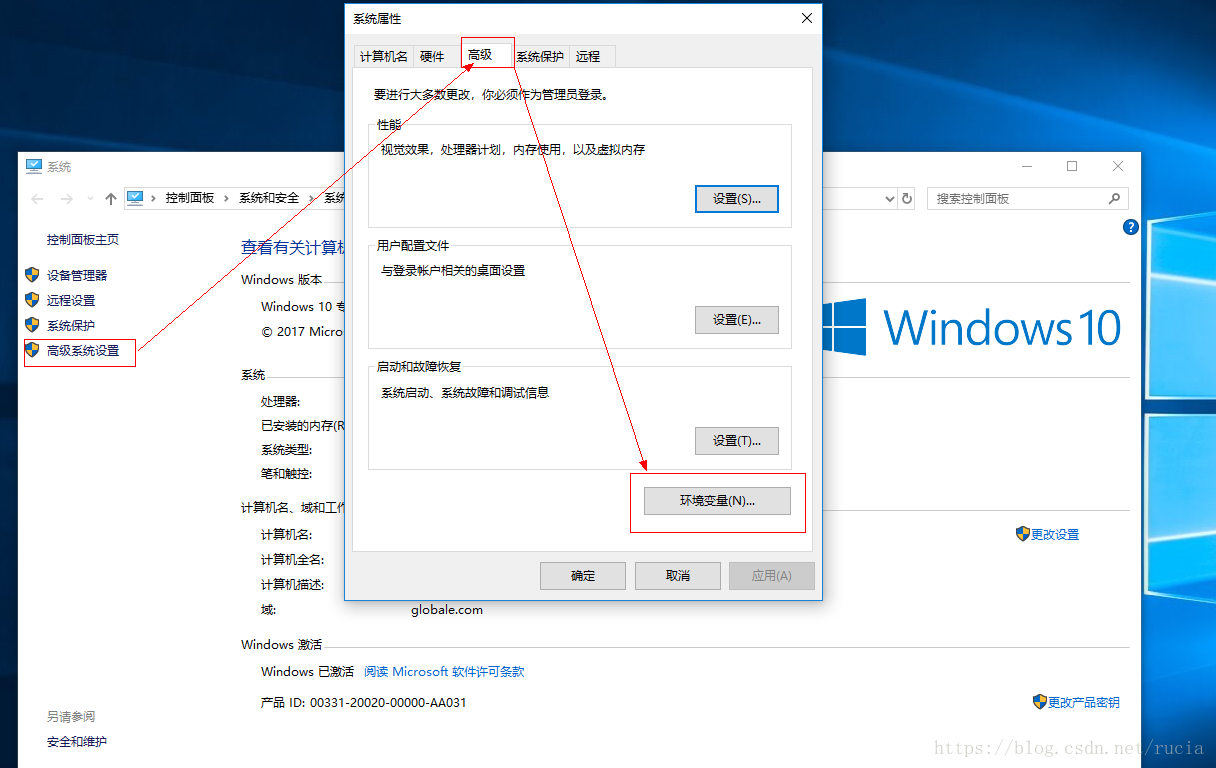 系统属性
计算机名 硬件 高级 系统保护 远程
要进行大多数更改，你必须作为管理员登录。
性能
视觉效果，处理器计划，内存使用，以及虚拟内存
设置(S)...
用户配置文件
与登录帐户相关的桌面设置
设置(E)...
启动和故障恢复
系统启动、系统故障和调试信息
设置(T)...
环境变量(N)...
确定 取消 应用(A)
系统
控制面板 系统和安全 系统
搜索控制面板
控制面板主页
设备管理器
远程设置
系统保护
高级系统设置
另请参阅
安全和维护
查看有关计算机
Windows 版本
Windows 10 专
© 2017 Micro
Windows 10
系统
处理器:
已安装的内存(R
系统类型:
笔和触控:
计算机名、域和工作
计算机名:
更改设置
计算机全名:
计算机描述:
域: globale.com
Windows 激活
Windows 已激活 阅读 Microsoft 软件许可条款
产品 ID: 00331-20020-00000-AA031
更改产品密钥
https://blog.csdn.net/rucia